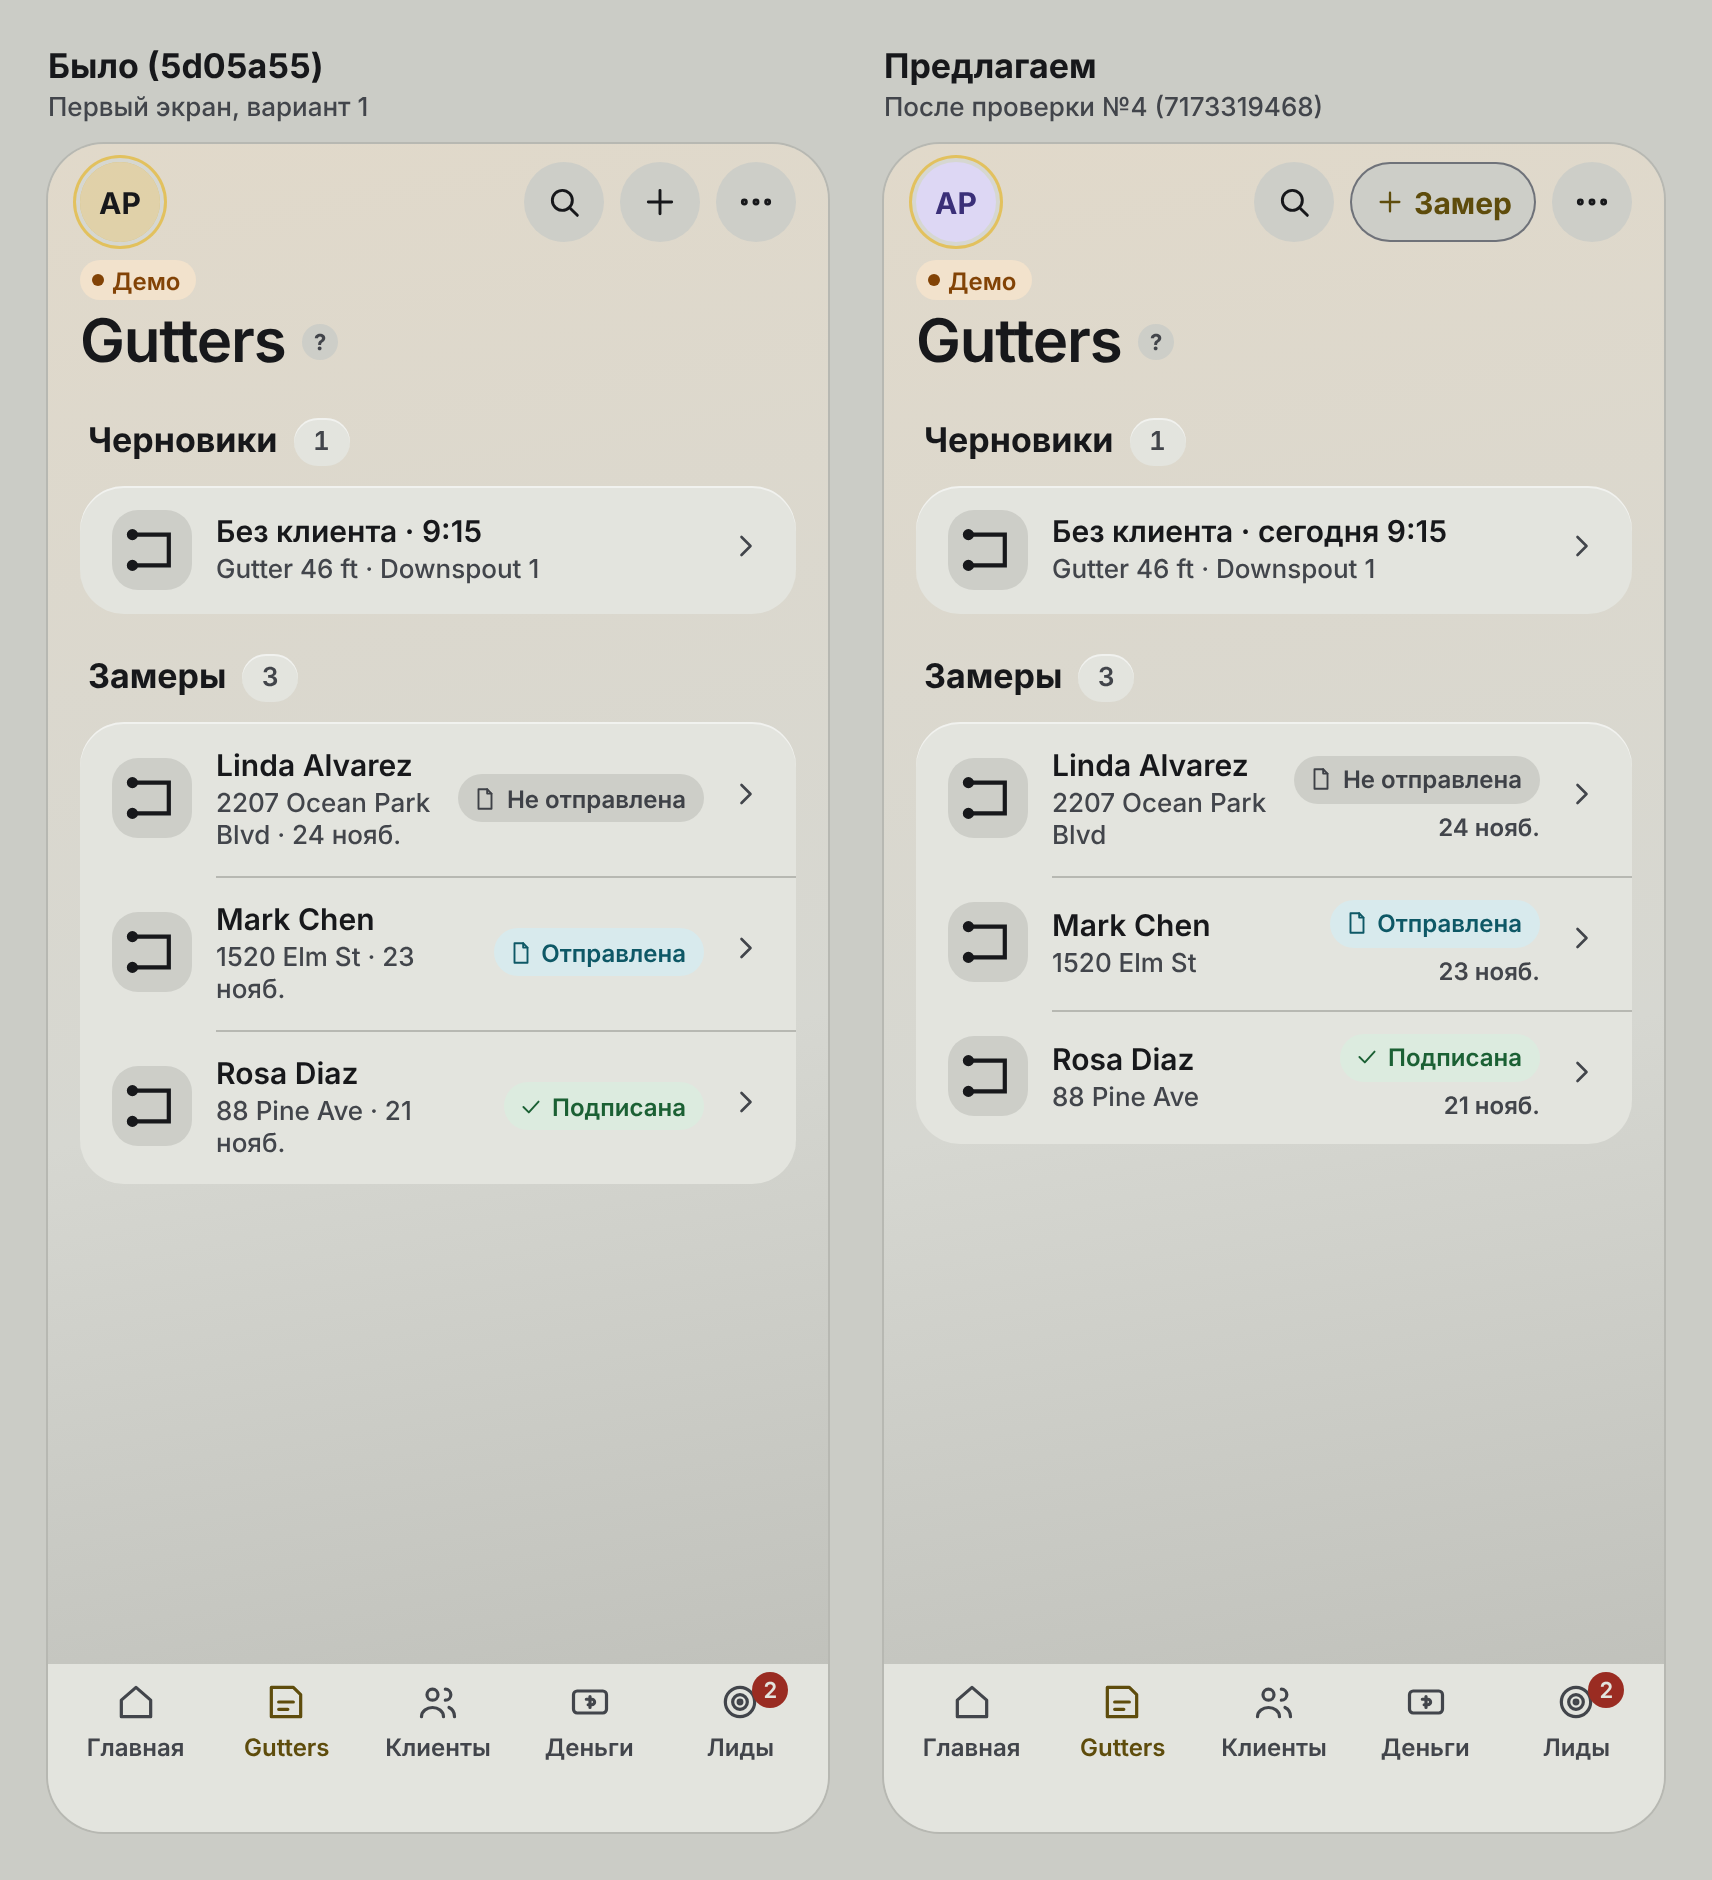 Было (5d05a55)
Первый экран, вариант 1
AP
Демо
Gutters ?
Черновики 1
Без клиента · 9:15
Gutter 46 ft · Downspout 1
Замеры 3
Linda Alvarez
2207 Ocean Park
Blvd · 24 нояб.
Не отправлена
Mark Chen
1520 Elm St · 23
нояб.
Отправлена
Rosa Diaz
88 Pine Ave · 21
нояб.
Подписана
Главная
Gutters
Клиенты
Деньги
Лиды
2
Предлагаем
После проверки №4 (7173319468)
AP
+ Замер
Демо
Gutters ?
Черновики 1
Без клиента · сегодня 9:15
Gutter 46 ft · Downspout 1
Замеры 3
Linda Alvarez
2207 Ocean Park
Blvd
Не отправлена
24 нояб.
Mark Chen
1520 Elm St
Отправлена
23 нояб.
Rosa Diaz
88 Pine Ave
Подписана
21 нояб.
Главная
Gutters
Клиенты
Деньги
Лиды
2